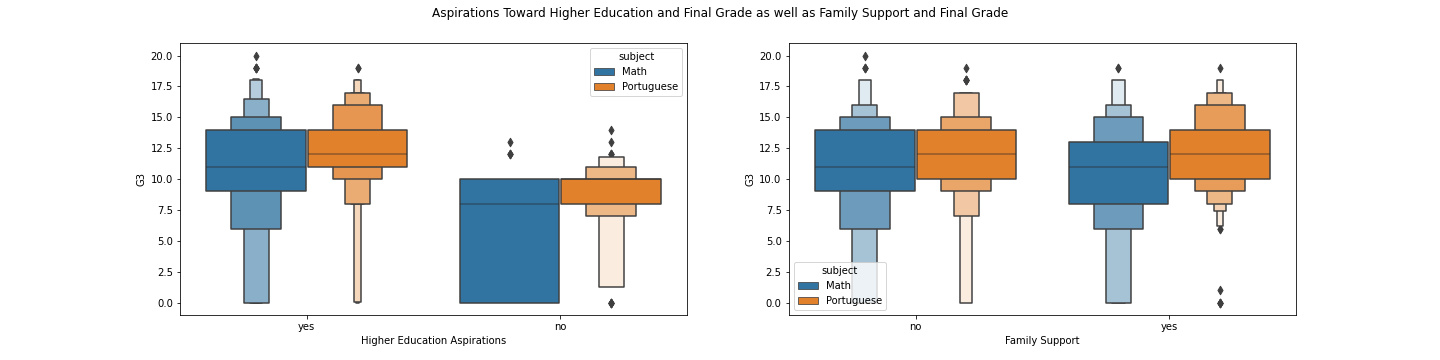 Aspirations Toward Higher Education and Final Grade as well as Family Support and Final Grade
G3
20.0
17.5
15.0
12.5
10.0
7.5
5.0
2.5
0.0
subject
Math
Portuguese
yes
no
Higher Education Aspirations
G3
20.0
17.5
15.0
12.5
10.0
7.5
5.0
2.5
0.0
subject
Math
Portuguese
no
yes
Family Support